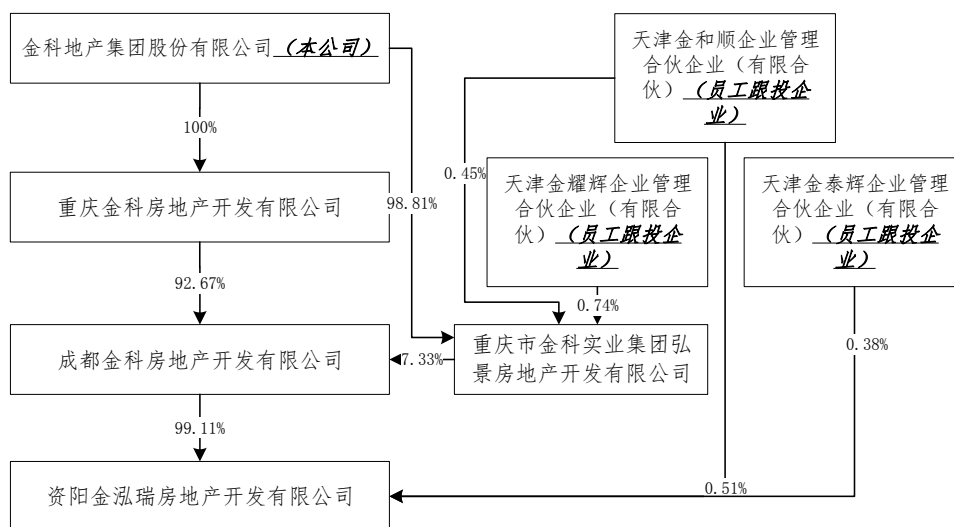 金科地产集团股份有限公司（本公司）
天津金和顺企业管理
合伙企业（有限合
伙）（员工跟投企
业）
100%
0.45%
98.81%
重庆金科房地产开发有限公司
天津金耀辉企业管理
合伙企业（有限合
伙）（员工跟投企
业）
天津金泰辉企业管理
合伙企业（有限合
伙）（员工跟投企
业）
92.67%
0.74%
0.38%
成都金科房地产开发有限公司
7.33%
重庆市金科实业集团弘
景房地产开发有限公司
99.11%
0.51%
资阳金泓瑞房地产开发有限公司